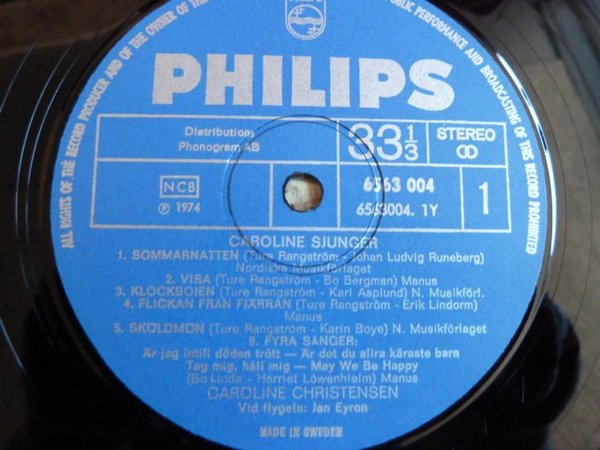 ALL RIGHTS OF THE RECORD PRODUCER AND OF THE OWNER OF THE
PUBLIC PERFORMANCE AND BROADCASTING OF THIS RECORD PROHIBITED
PHILIPS
Distribution:
Phonogram AB
33 1/3
STEREO
NCB
℗ 1974
6563 004
6563004. 1Y
1
CAROLINE SJUNGER
1. SOMMARNATTEN (Ture Rangström - Johan Ludvig Runeberg)
Nordiska Musikförlaget
2. VISA (Ture Rangström - Bo Bergman) Manus
3. KLOCKBOJEN (Ture Rangström - Karl Asplund) N. Musikförl.
4. FLICKAN FRÅN FJÄRRAN (Ture Rangström - Erik Lindorm)
Manus
5. SKÖLDMÖN (Ture Rangström - Karin Boye) N. Musikförlaget
FYRA SÅNGER:
Är jag intill döden trött — Är det du allra käraste barn
Tag mig, håll mig — May We Be Happy
(Bo Linde - Harriet Löwenhjelm) Manus
CAROLINE CHRISTENSEN
Vid flygeln: Jan Eyron
MADE IN SWEDEN